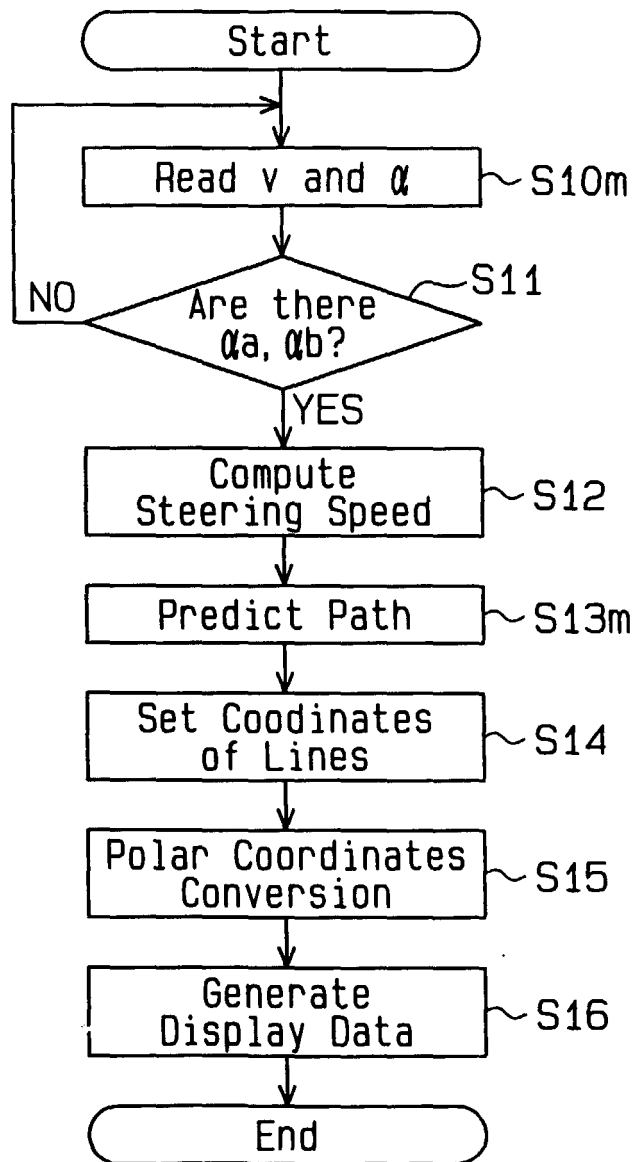 Start
Read v and α
S10m
S11
NO
Are there
αa, αb?
YES
Compute
Steering Speed
S12
Predict Path
S13m
Set Coodinates
of Lines
S14
Polar Coordinates
Conversion
S15
Generate
Display Data
S16
End